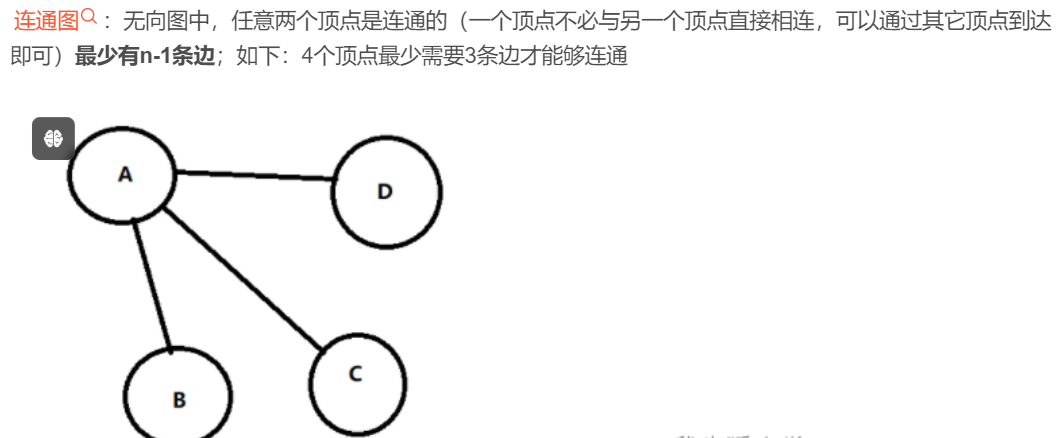 连通图：无向图中，任意两个顶点是连通的（一个顶点不必与另一个顶点直接相连，可以通过其它顶点到达
即可）最少有n-1条边；如下：4个顶点最少需要3条边才能够连通
A
D
C
B